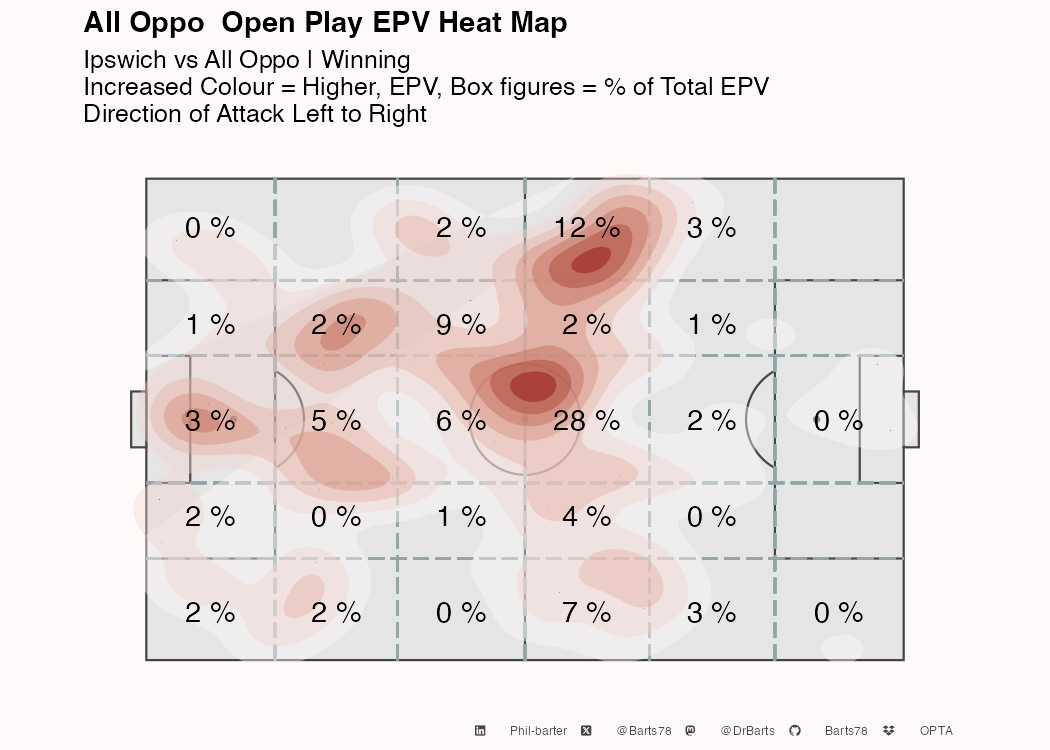 All Oppo  Open Play EPV Heat Map
Ipswich vs All Oppo | Winning
Increased Colour = Higher, EPV, Box figures = % of Total EPV
Direction of Attack Left to Right
0 % 2 % 12 % 3 %
1 % 2 % 9 % 2 % 1 %
3 % 5 % 6 % 28 % 2 % 0 %
2 % 0 % 1 % 4 % 0 %
2 % 2 % 0 % 7 % 3 % 0 %
Phil-barter @Barts78 @DrBarts Barts78 OPTA